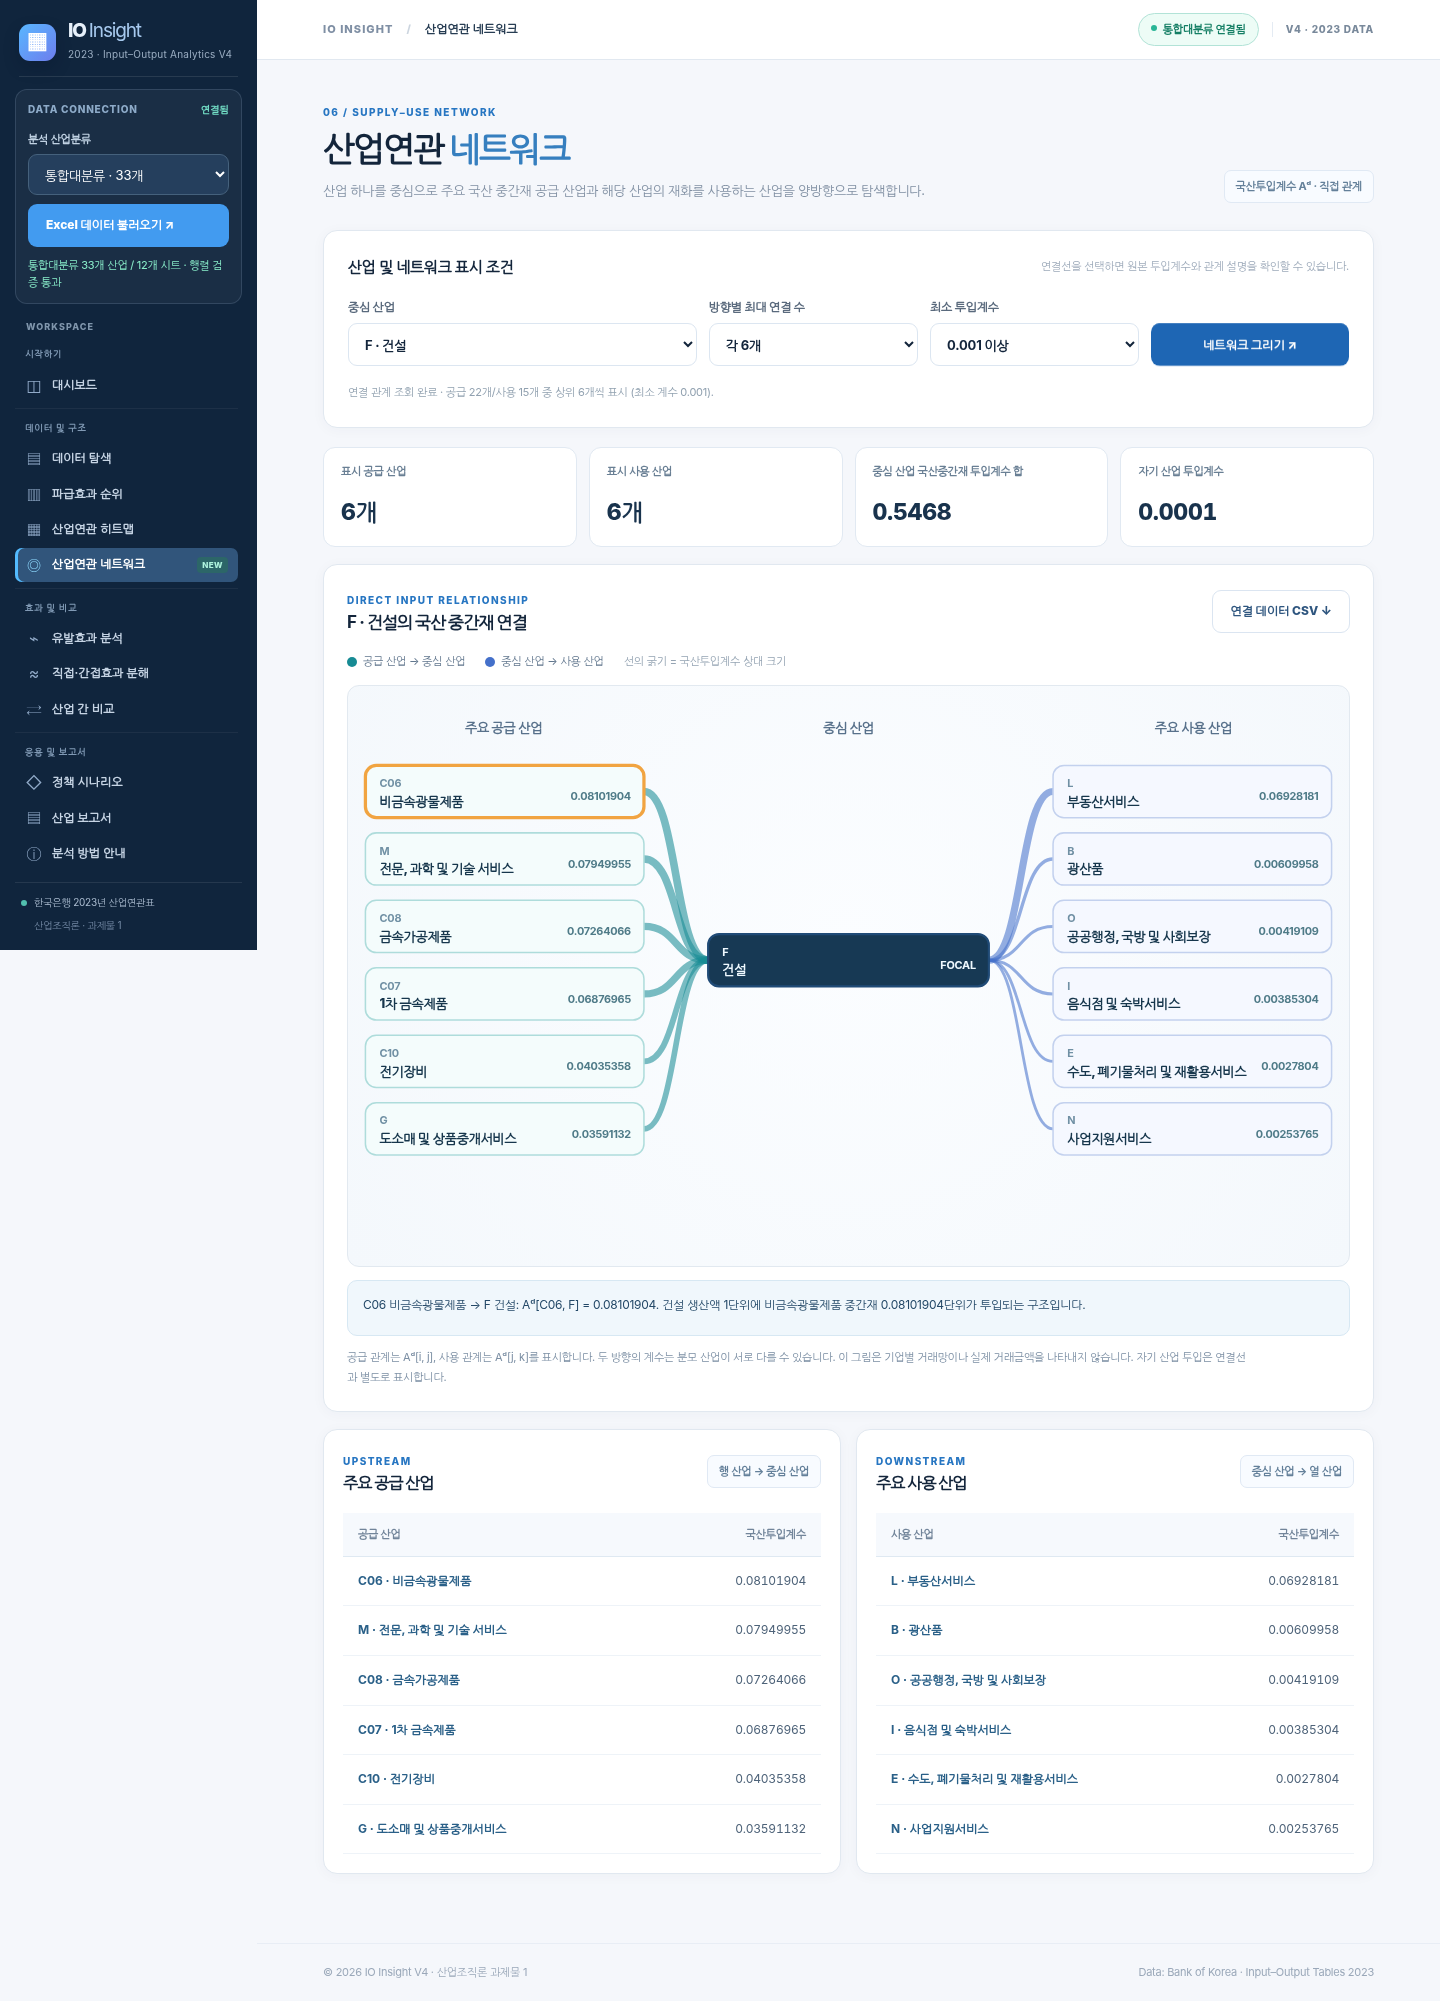 IO Insight
2023 · Input–Output Analytics V4
DATA CONNECTION 연결됨
분석 산업분류
통합대분류 · 33개
Excel 데이터 불러오기 ↗
통합대분류 33개 산업 / 12개 시트 · 행렬 검
증 통과
WORKSPACE
시작하기
대시보드
데이터 및 구조
데이터 탐색
파급효과 순위
산업연관 히트맵
산업연관 네트워크 NEW
효과 및 비교
유발효과 분석
직접·간접효과 분해
산업 간 비교
응용 및 보고서
정책 시나리오
산업 보고서
분석 방법 안내
한국은행 2023년 산업연관표
산업조직론 · 과제물 1
IO INSIGHT / 산업연관 네트워크
통합대분류 연결됨
V4 · 2023 DATA
06 / SUPPLY–USE NETWORK
산업연관 네트워크
산업 하나를 중심으로 주요 국산 중간재 공급 산업과 해당 산업의 재화를 사용하는 산업을 양방향으로 탐색합니다.
국산투입계수 Aᵈ · 직접 관계
산업 및 네트워크 표시 조건
연결선을 선택하면 원본 투입계수와 관계 설명을 확인할 수 있습니다.
중심 산업 방향별 최대 연결 수 최소 투입계수
F · 건설 각 6개 0.001 이상 네트워크 그리기 ↗
연결 관계 조회 완료 · 공급 22개/사용 15개 중 상위 6개씩 표시 (최소 계수 0.001).
표시 공급 산업
6개
표시 사용 산업
6개
중심 산업 국산중간재 투입계수 합
0.5468
자기 산업 투입계수
0.0001
DIRECT INPUT RELATIONSHIP
F · 건설의 국산 중간재 연결
연결 데이터 CSV ↓
공급 산업 → 중심 산업 중심 산업 → 사용 산업 선의 굵기 = 국산투입계수 상대 크기
주요 공급 산업 중심 산업 주요 사용 산업
C06
비금속광물제품 0.08101904
M
전문, 과학 및 기술 서비스 0.07949955
C08
금속가공제품 0.07264066
C07
1차 금속제품 0.06876965
C10
전기장비 0.04035358
G
도소매 및 상품중개서비스 0.03591132
F
건설 FOCAL
L
부동산서비스 0.06928181
B
광산품 0.00609958
O
공공행정, 국방 및 사회보장 0.00419109
I
음식점 및 숙박서비스 0.00385304
E
수도, 폐기물처리 및 재활용서비스 0.0027804
N
사업지원서비스 0.00253765
C06 비금속광물제품 → F 건설: Aᵈ[C06, F] = 0.08101904. 건설 생산액 1단위에 비금속광물제품 중간재 0.08101904단위가 투입되는 구조입니다.
공급 관계는 Aᵈ[i, j], 사용 관계는 Aᵈ[j, k]를 표시합니다. 두 방향의 계수는 분모 산업이 서로 다를 수 있습니다. 이 그림은 기업별 거래망이나 실제 거래금액을 나타내지 않습니다. 자기 산업 투입은 연결선
과 별도로 표시합니다.
UPSTREAM
주요 공급 산업
행 산업 → 중심 산업
공급 산업 국산투입계수
C06 · 비금속광물제품 0.08101904
M · 전문, 과학 및 기술 서비스 0.07949955
C08 · 금속가공제품 0.07264066
C07 · 1차 금속제품 0.06876965
C10 · 전기장비 0.04035358
G · 도소매 및 상품중개서비스 0.03591132
DOWNSTREAM
주요 사용 산업
중심 산업 → 열 산업
사용 산업 국산투입계수
L · 부동산서비스 0.06928181
B · 광산품 0.00609958
O · 공공행정, 국방 및 사회보장 0.00419109
I · 음식점 및 숙박서비스 0.00385304
E · 수도, 폐기물처리 및 재활용서비스 0.0027804
N · 사업지원서비스 0.00253765
© 2026 IO Insight V4 · 산업조직론 과제물 1
Data: Bank of Korea · Input–Output Tables 2023